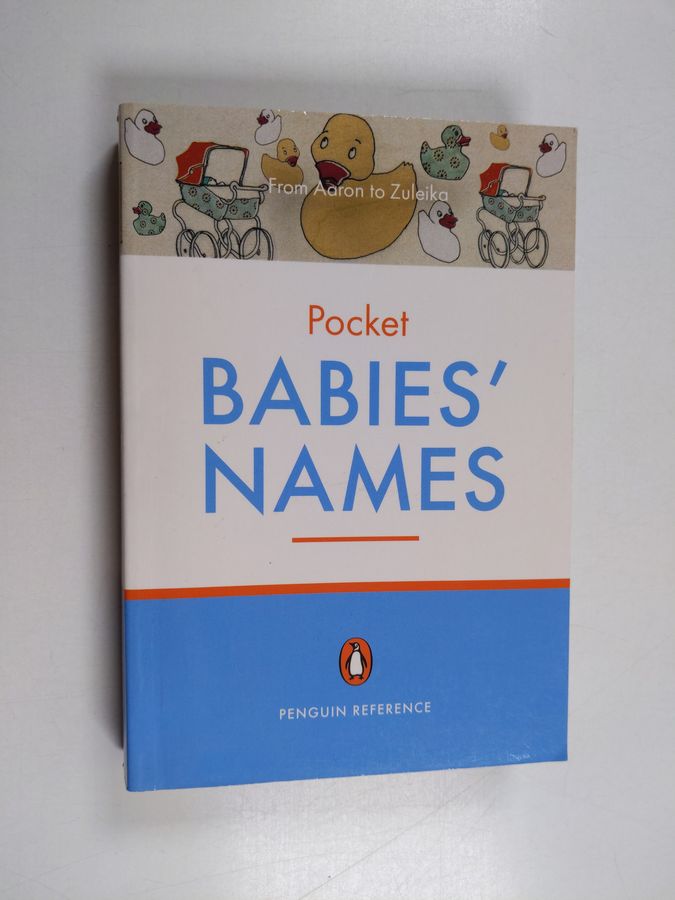 From Aaron to Zuleika
Pocket
BABIES'
NAMES
PENGUIN REFERENCE